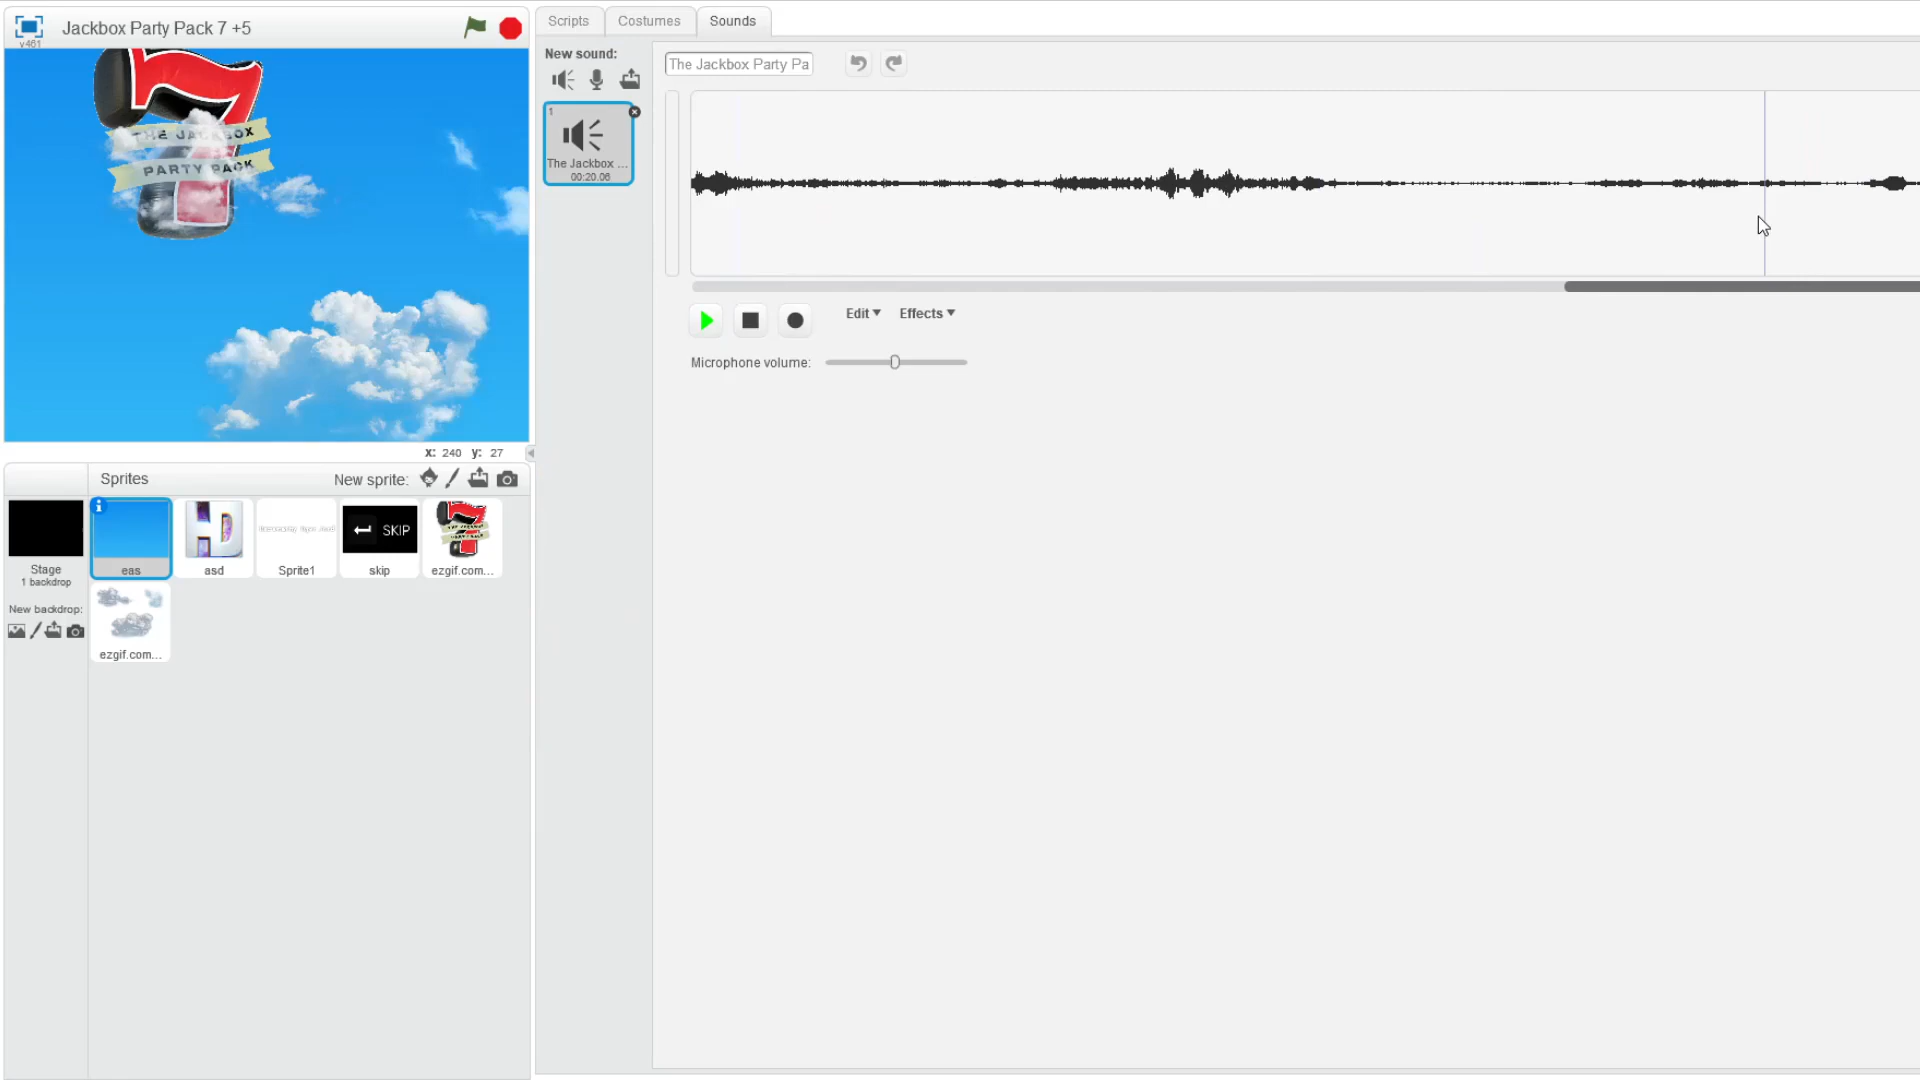 Jackbox Party Pack 7 +5
v461
THE JACKBOX
PARTY PACK
x: 240 y: 27
Sprites
New sprite:
Stage
1 backdrop
New backdrop:
eas
asd
Sprite1
SKIP
skip
ezgif.com...
ezgif.com...
Scripts
Costumes
Sounds
New sound:
1
The Jackbox ...
00:20.06
The Jackbox Party Pa
Edit
Effects
Microphone volume: